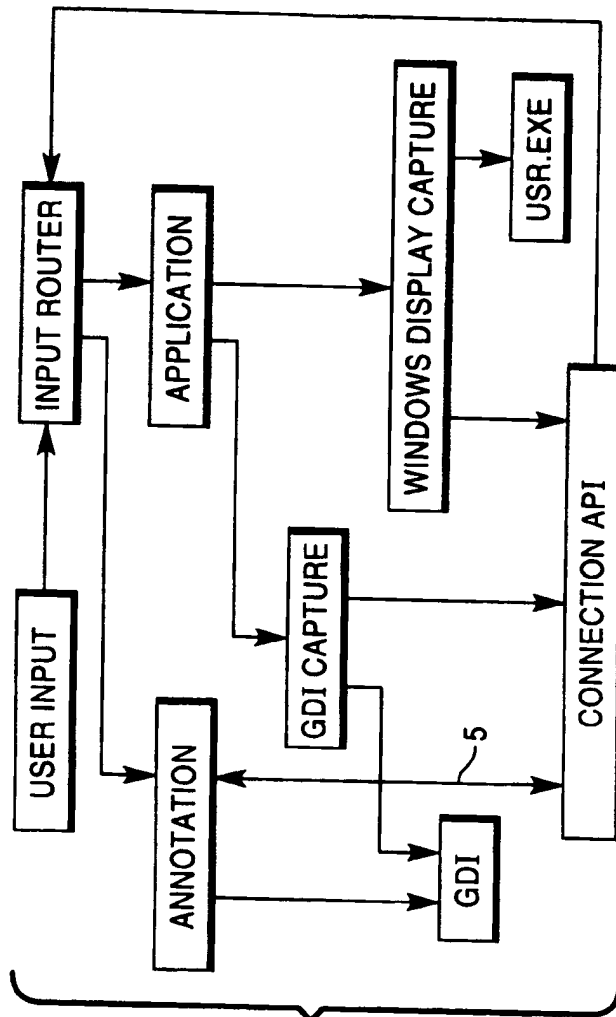 USER INPUT
INPUT ROUTER
ANNOTATION
APPLICATION
GDI CAPTURE
WINDOWS DISPLAY CAPTURE
5
GDI
USR.EXE
CONNECTION API